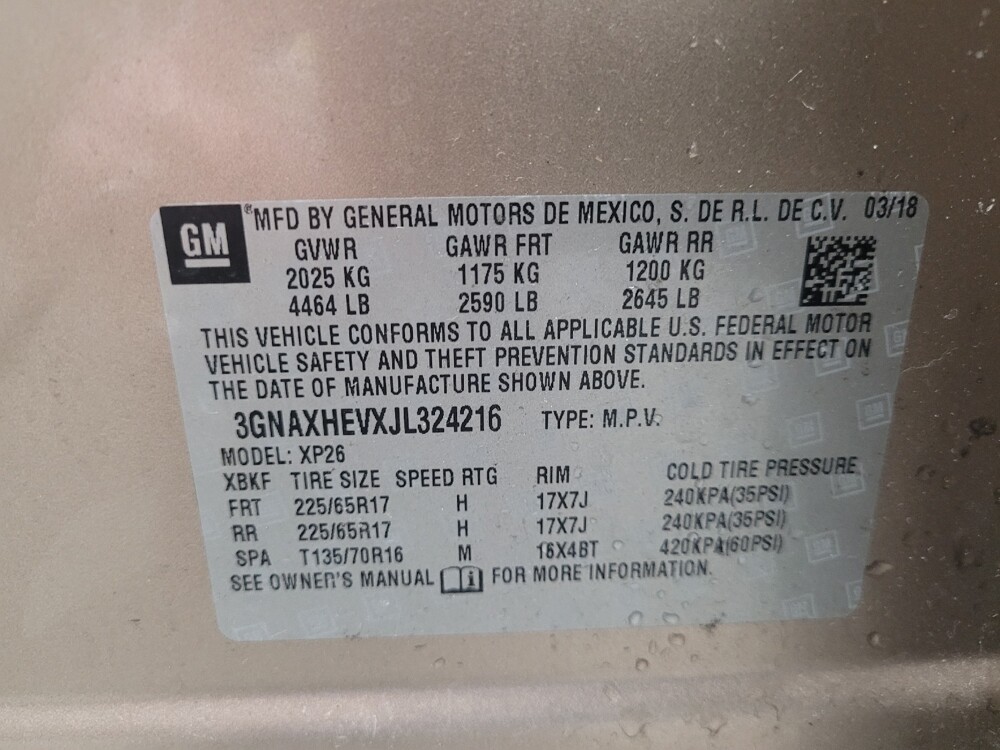 GM
®MFD BY GENERAL MOTORS DE MEXICO, S. DE R.L. DE C.V. 03/18
GVWR GAWR FRT GAWR RR
2025 KG 1175 KG 1200 KG
4464 LB 2590 LB 2645 LB
THIS VEHICLE CONFORMS TO ALL APPLICABLE U.S. FEDERAL MOTOR
VEHICLE SAFETY AND THEFT PREVENTION STANDARDS IN EFFECT ON
THE DATE OF MANUFACTURE SHOWN ABOVE.
3GNAXHEVXJL324216 TYPE: M.P.V.
MODEL: XP26
XBKF TIRE SIZE SPEED RTG RIM COLD TIRE PRESSURE
FRT 225/65R17 H 17X7J 240KPA(35PSI)
RR 225/65R17 H 17X7J 240KPA(35PSI)
SPA T135/70R16 M 16X4BT 420KPA(60PSI)
SEE OWNER'S MANUAL i FOR MORE INFORMATION.